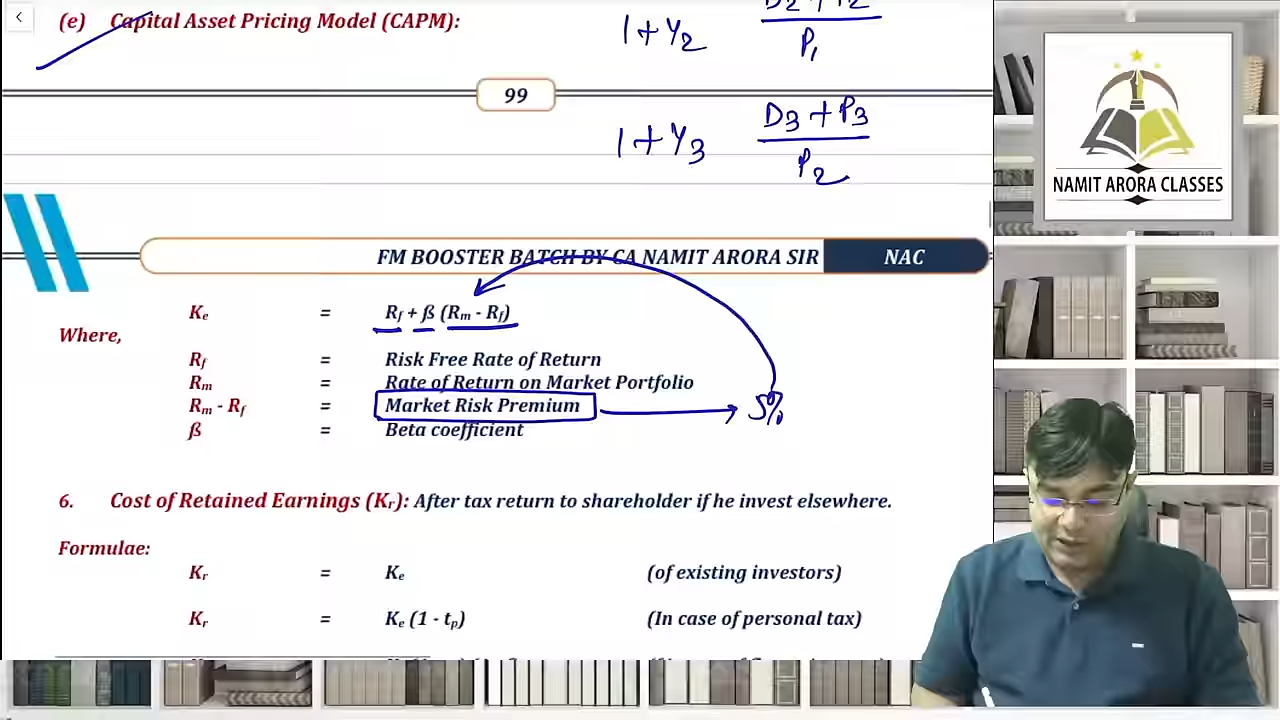 (e) Capital Asset Pricing Model (CAPM):
1+Y2 D2+P2 / P1
99
1+Y3 D3+P3 / P2
NAMIT ARORA CLASSES
FM BOOSTER BATCH BY CA NAMIT ARORA SIR NAC
Ke = Rf + ß (Rm - Rf)
Where,
Rf = Risk Free Rate of Return
Rm = Rate of Return on Market Portfolio
Rm - Rf = Market Risk Premium 5%
ß = Beta coefficient
6. Cost of Retained Earnings (Kr): After tax return to shareholder if he invest elsewhere.
Formulae:
Kr = Ke (of existing investors)
Kr = Ke (1 - tp) (In case of personal tax)